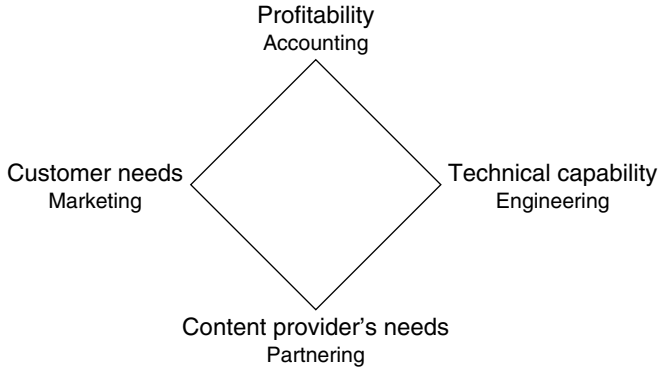 Profitability
Accounting
Customer needs
Marketing
Technical capability
Engineering
Content provider's needs
Partnering